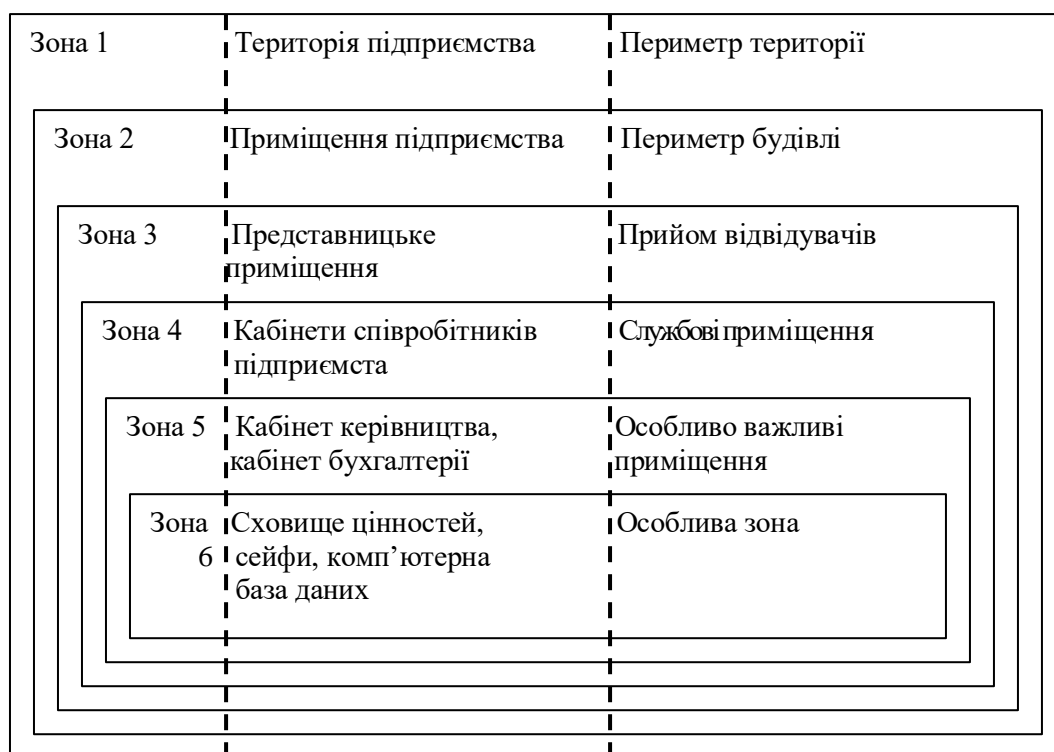 Зона 1 Територія підприємства Периметр території
Зона 2 Приміщення підприємства Периметр будівлі
Зона 3 Представницьке Прийом відвідувачів
приміщення
Зона 4 Кабінети співробітників Службові приміщення
підприємста
Зона 5 Кабінет керівництва, Особливо важливі
кабінет бухгалтерії приміщення
Зона Сховище цінностей, Особлива зона
6 сейфи, комп’ютерна
база даних